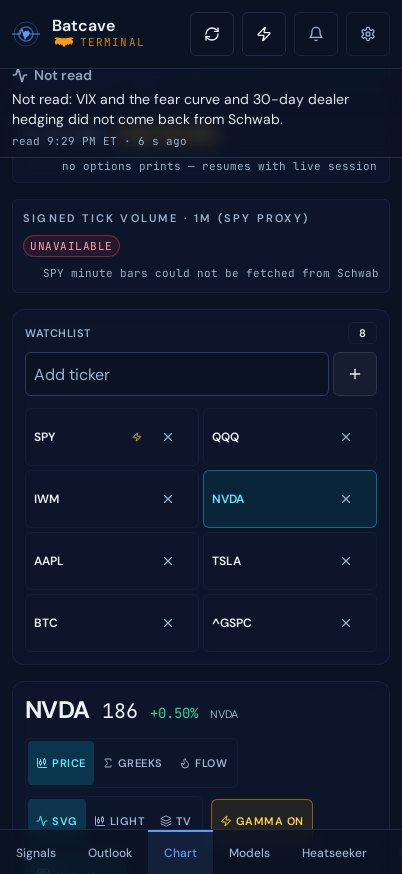 Batcave
TERMINAL
Not read
Not read: VIX and the fear curve and 30-day dealer
hedging did not come back from Schwab.
read 9:29 PM ET · 6 s ago
no options prints — resumes with live session
SIGNED TICK VOLUME · 1M (SPY PROXY)
UNAVAILABLE
SPY minute bars could not be fetched from Schwab
WATCHLIST 8
Add ticker +
SPY QQQ
IWM NVDA
AAPL TSLA
BTC ^GSPC
NVDA 186 +0.50% NVDA
PRICE GREEKS FLOW
SVG LIGHT TV GAMMA ON
Signals Outlook Chart Models Heatseeker